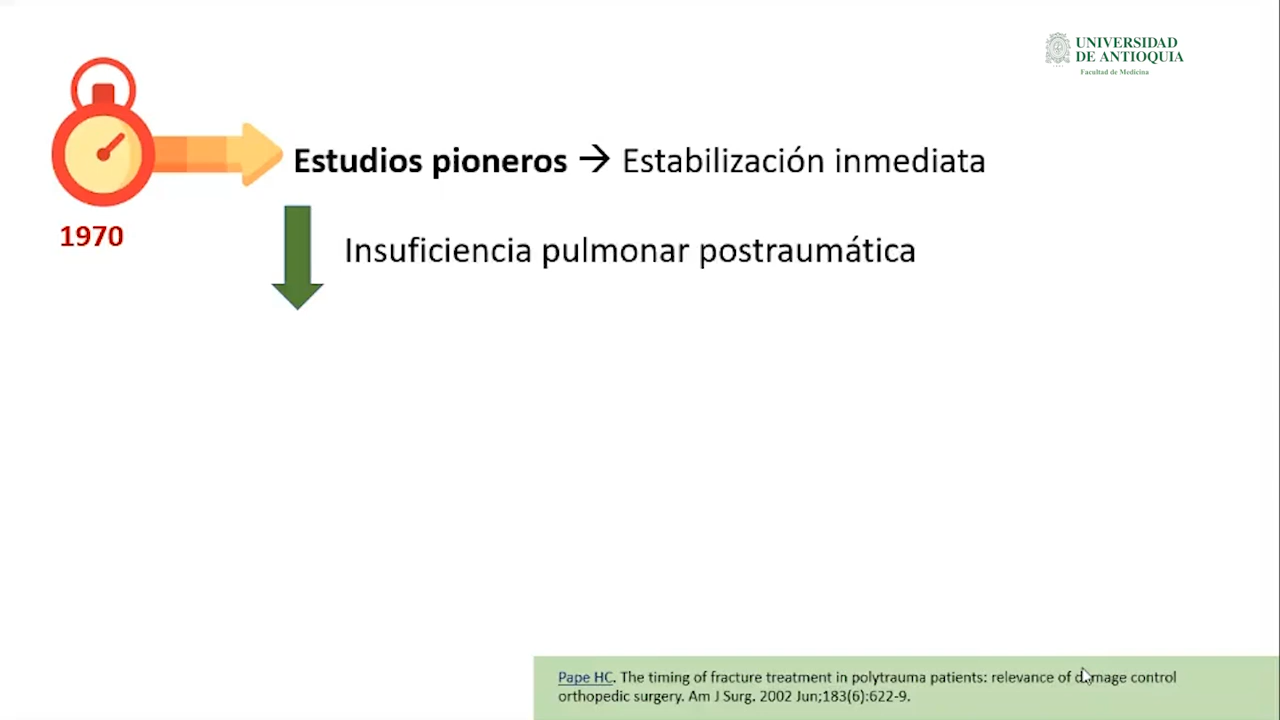 UNIVERSIDAD
DE ANTIOQUIA
Facultad de Medicina
Estudios pioneros → Estabilización inmediata
1970
Insuficiencia pulmonar postraumática
Pape HC. The timing of fracture treatment in polytrauma patients: relevance of damage control
orthopedic surgery. Am J Surg. 2002 Jun;183(6):622-9.